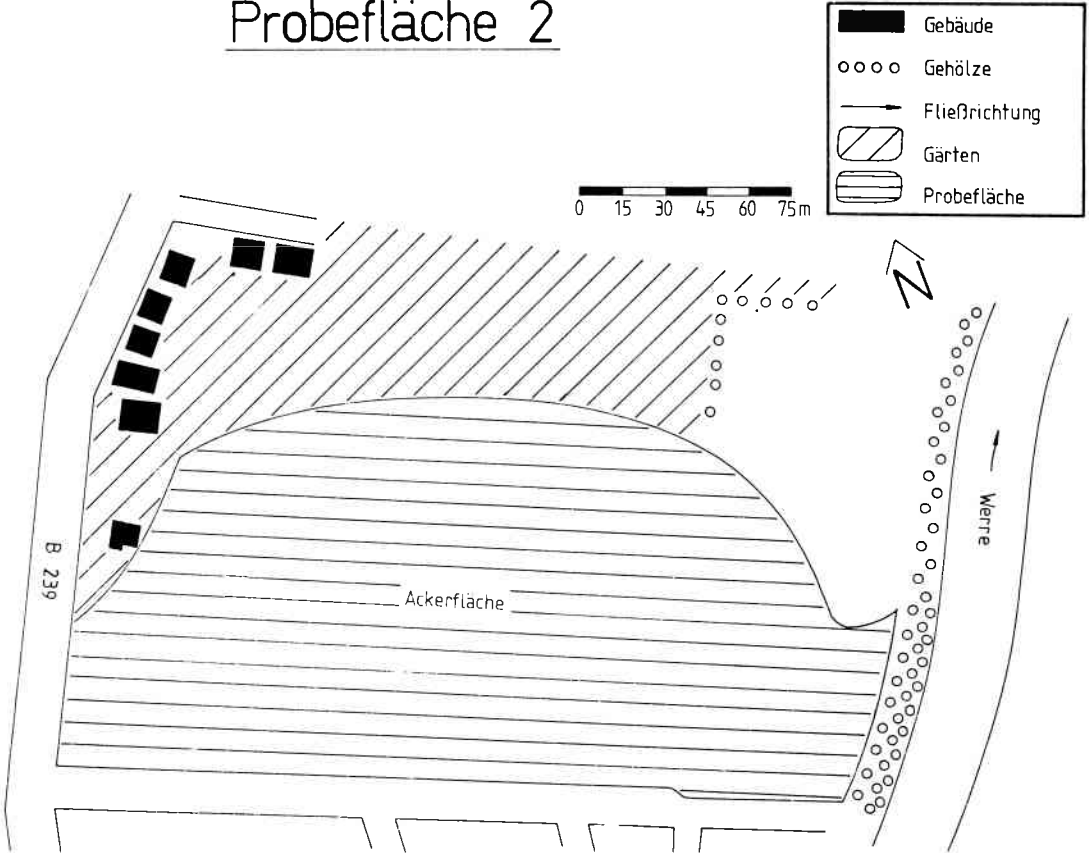 Probefläche 2
Gebäude
Gehölze
Fließrichtung
Gärten
Probefläche
0 15 30 45 60 75m
N
Werre
B 239
Ackerfläche